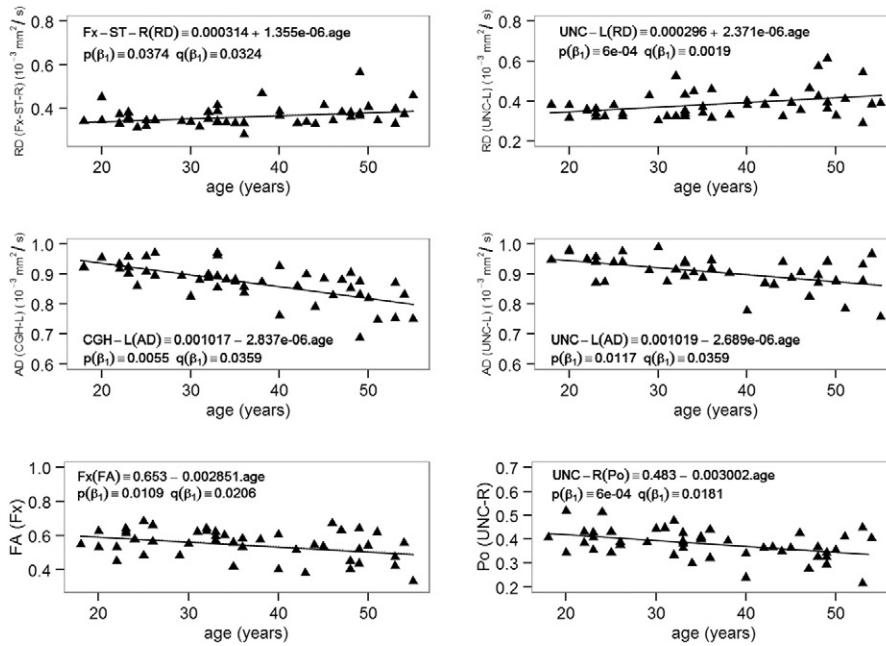 Fx−ST−R(RD)=0.000314 + 1.355e−06.age
p(β₁)=0.0374 q(β₁)=0.0324
RD (Fx−ST−R) (10⁻³ mm²/ s)
0.8
0.6
0.4
0.2
20 30 40 50
age (years)
UNC−L(RD)=0.000296 + 2.371e−06.age
p(β₁)=6e−04 q(β₁)=0.0019
RD (UNC−L) (10⁻³ mm²/ s)
0.8
0.6
0.4
0.2
20 30 40 50
age (years)
AD (CGH−L) (10⁻³ mm²/ s)
1.0
0.9
0.8
0.7
0.6
CGH−L(AD)=0.001017 − 2.837e−06.age
p(β₁)=0.0055 q(β₁)=0.0359
20 30 40 50
age (years)
AD (UNC−L) (10⁻³ mm²/ s)
1.0
0.9
0.8
0.7
0.6
UNC−L(AD)=0.001019 − 2.689e−06.age
p(β₁)=0.0117 q(β₁)=0.0359
20 30 40 50
age (years)
Fx(FA)=0.653 − 0.002851.age
p(β₁)=0.0109 q(β₁)=0.0206
FA (Fx)
1.0
0.8
0.6
0.4
20 30 40 50
age (years)
UNC−R(Po)=0.483 − 0.003002.age
p(β₁)=6e−04 q(β₁)=0.0181
Po (UNC−R)
0.7
0.6
0.5
0.4
0.3
0.2
20 30 40 50
age (years)